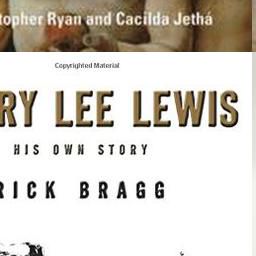 topher Ryan and Cacilda Jethá
Copyrighted Material
RY LEE LEWIS
HIS OWN STORY
RICK BRAGG